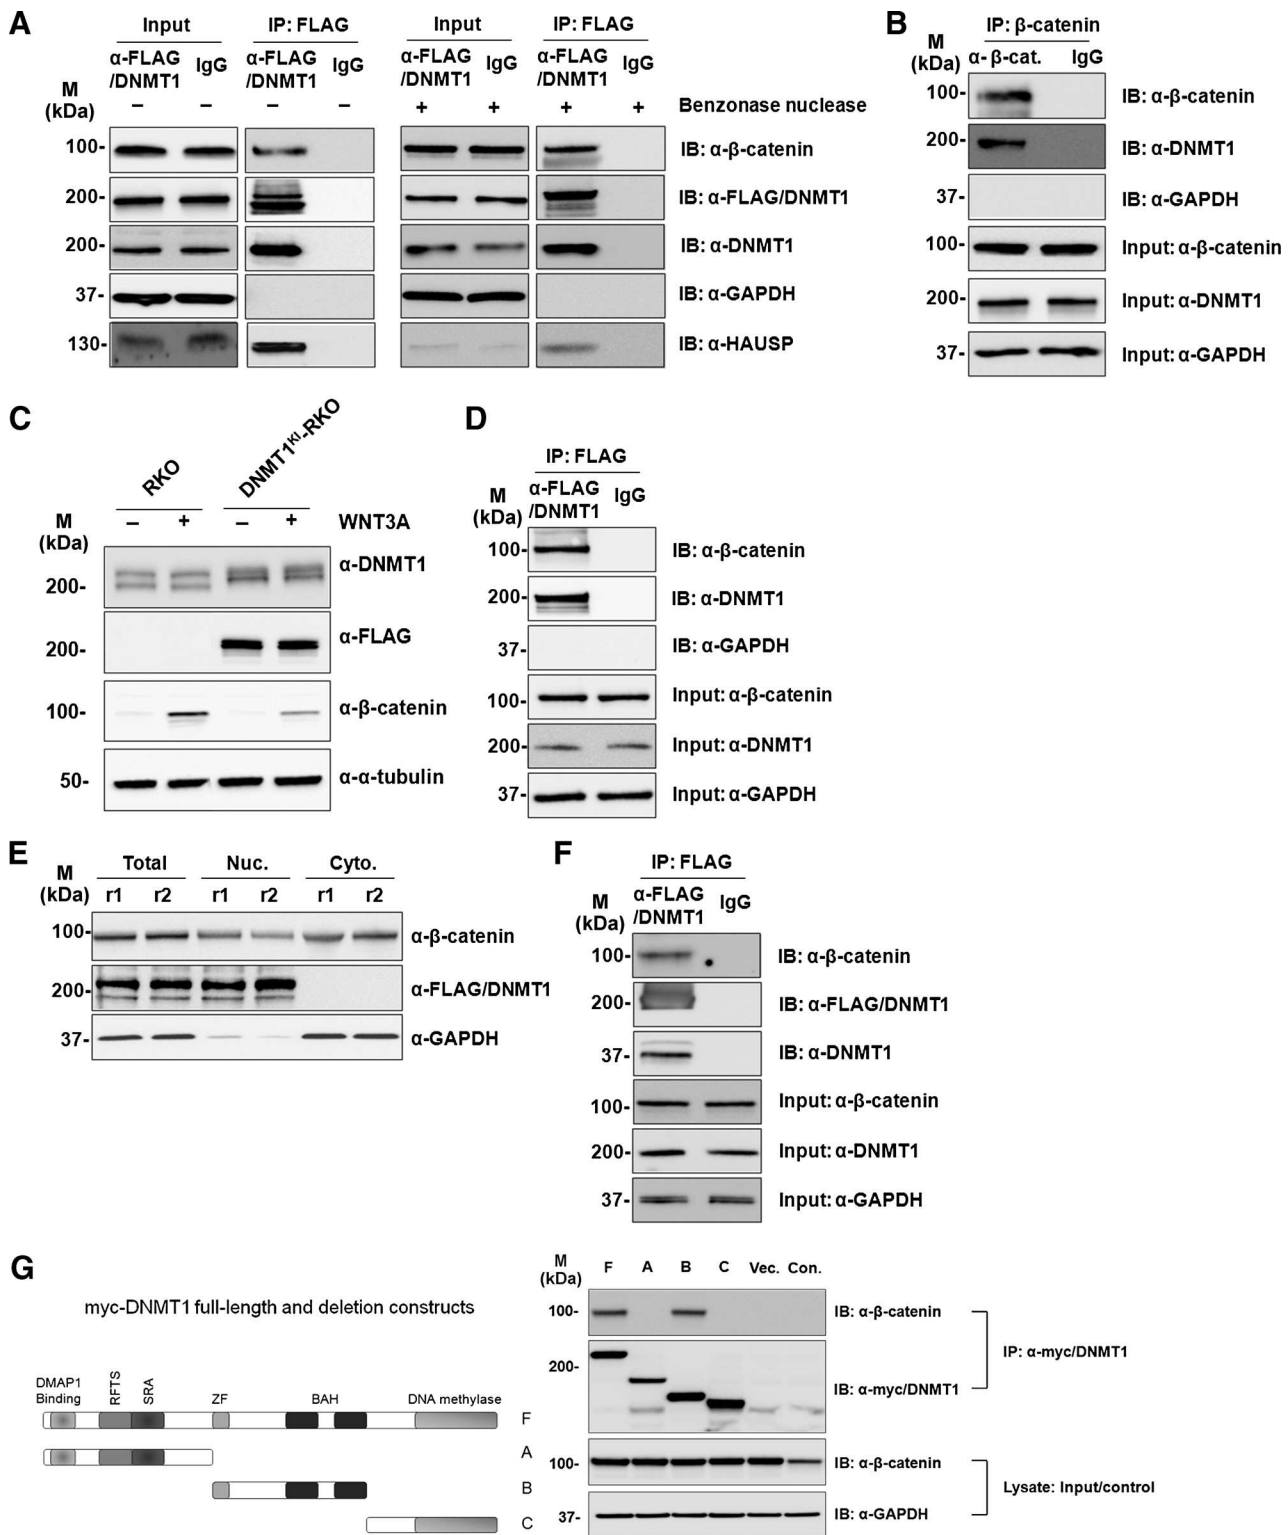 A
Input IP: FLAG Input IP: FLAG
α-FLAG /DNMT1 IgG α-FLAG /DNMT1 IgG α-FLAG /DNMT1 IgG α-FLAG /DNMT1 IgG
M (kDa)
– – – – + + + + Benzonase nuclease
100- IB: α-β-catenin
200- IB: α-FLAG/DNMT1
200- IB: α-DNMT1
37- IB: α-GAPDH
130- IB: α-HAUSP
B
IP: β-catenin
M (kDa) α- β-cat. IgG
100- IB: α-β-catenin
200- IB: α-DNMT1
37- IB: α-GAPDH
100- Input: α-β-catenin
200- Input: α-DNMT1
37- Input: α-GAPDH
C
RKO DNMT1KI-RKO
M (kDa) – + – + WNT3A
200- α-DNMT1
200- α-FLAG
100- α-β-catenin
50- α-α-tubulin
D
IP: FLAG
M (kDa) α-FLAG /DNMT1 IgG
100- IB: α-β-catenin
200- IB: α-DNMT1
37- IB: α-GAPDH
100- Input: α-β-catenin
200- Input: α-DNMT1
37- Input: α-GAPDH
E
Total Nuc. Cyto.
M (kDa) r1 r2 r1 r2 r1 r2
100- α-β-catenin
200- α-FLAG/DNMT1
37- α-GAPDH
F
IP: FLAG
M (kDa) α-FLAG /DNMT1 IgG
100- IB: α-β-catenin
200- IB: α-FLAG/DNMT1
37- IB: α-DNMT1
100- Input: α-β-catenin
200- Input: α-DNMT1
37- Input: α-GAPDH
G
myc-DNMT1 full-length and deletion constructs
DMAP1 Binding RFTS SRA ZF BAH DNA methylase
F
A
B
C
M (kDa) F A B C Vec. Con.
100- IB: α-β-catenin
IP: α-myc/DNMT1
200- IB: α-myc/DNMT1
100- IB: α-β-catenin
Lysate: Input/control
37- IB: α-GAPDH